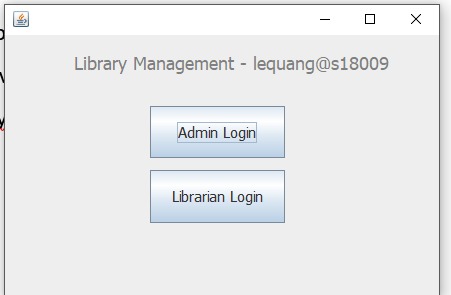 Library Management - lequang@s18009
Admin Login
Librarian Login